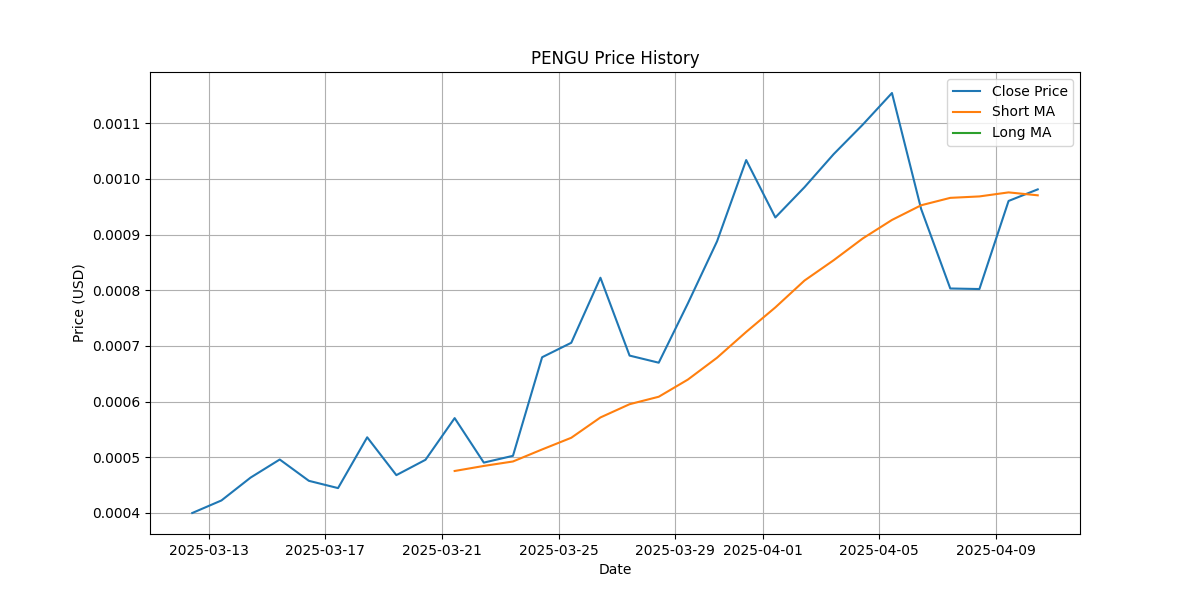 PENGU Price History
Close Price
Short MA
Long MA
0.0011
0.0010
0.0009
0.0008
0.0007
0.0006
0.0005
0.0004
Price (USD)
2025-03-13 2025-03-17 2025-03-21 2025-03-25 2025-03-29 2025-04-01 2025-04-05 2025-04-09
Date